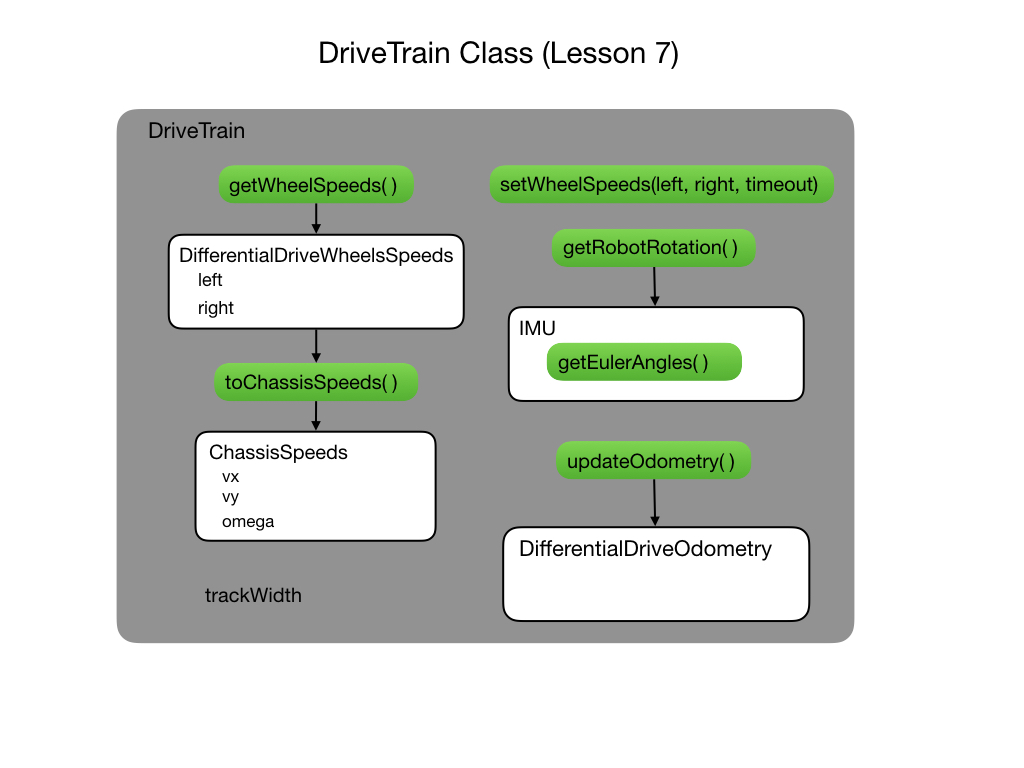 DriveTrain Class (Lesson 7)
DriveTrain
getWheelSpeeds( )
DifferentialDriveWheelsSpeeds
left
right
toChassisSpeeds( )
ChassisSpeeds
vx
vy
omega
trackWidth
setWheelSpeeds(left, right, timeout)
getRobotRotation( )
IMU
getEulerAngles( )
updateOdometry( )
DifferentialDriveOdometry